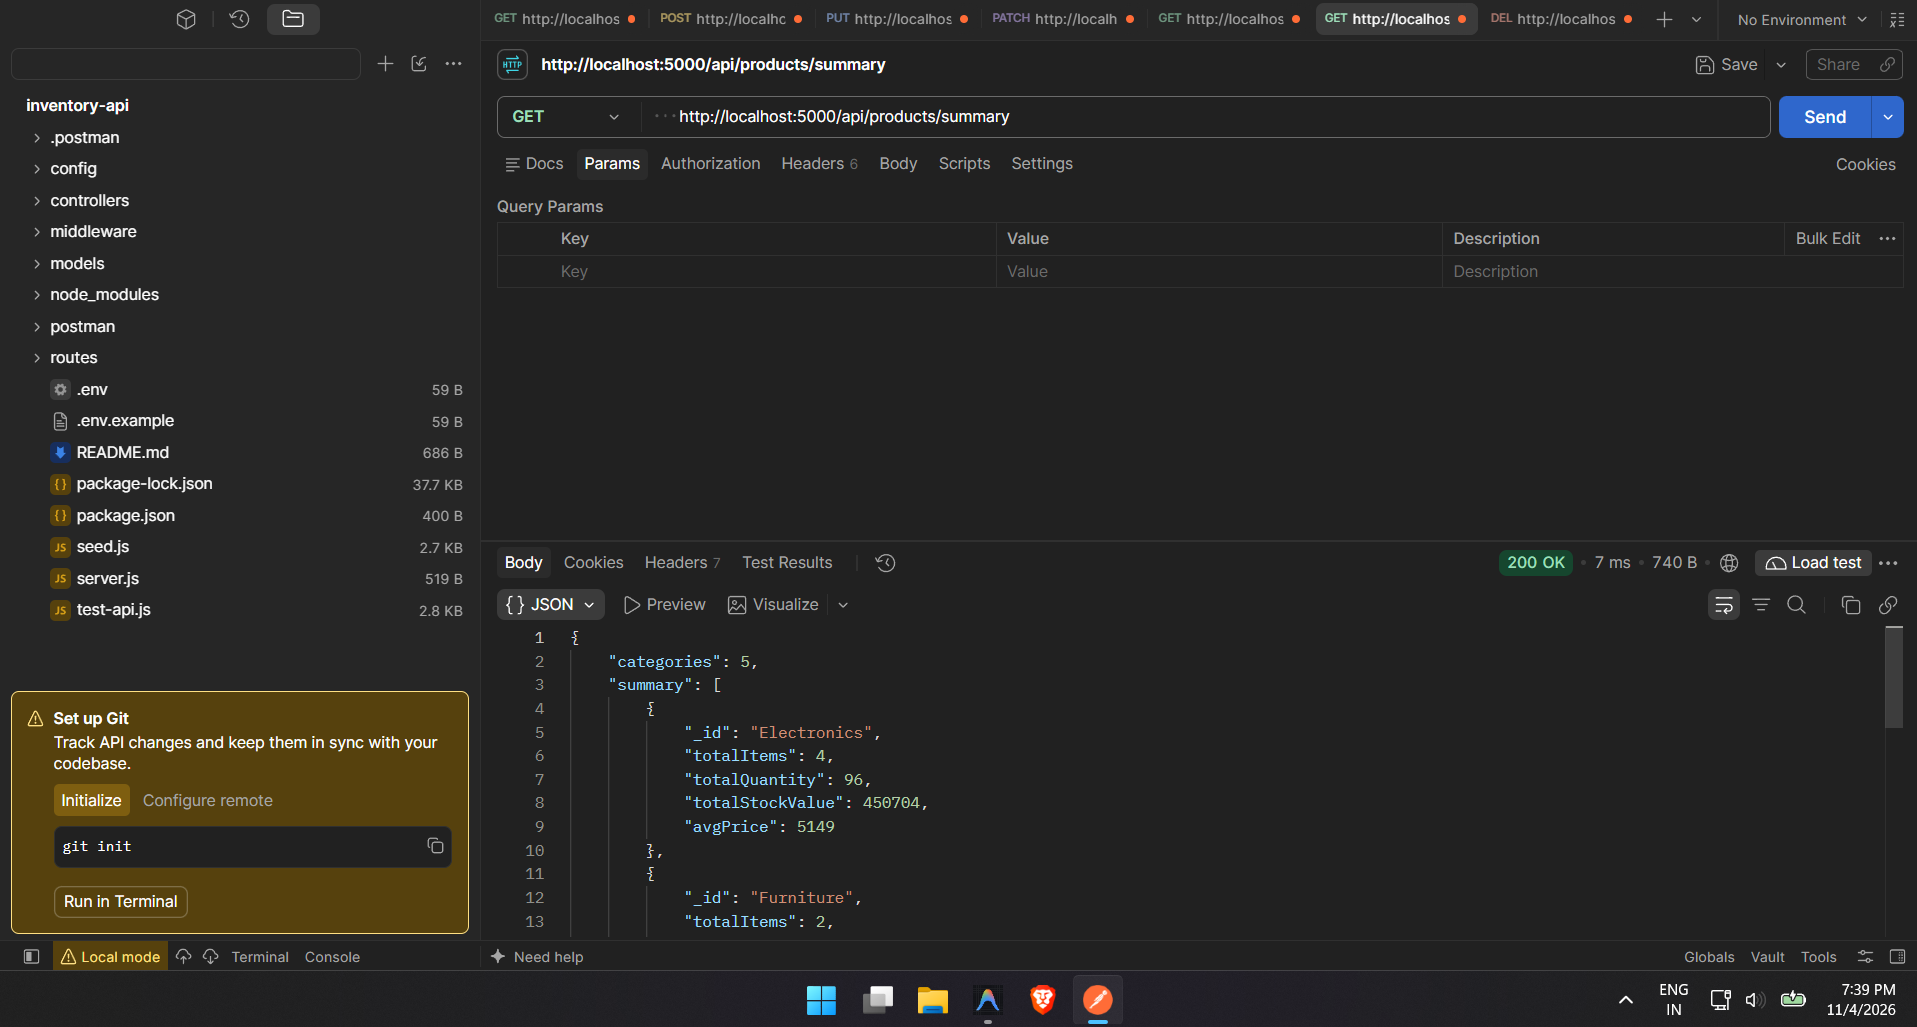 GET http://localhos
POST http://localhc
PUT http://localhos
PATCH http://localh
GET http://localhos
GET http://localhos
DEL http://localhos
No Environment
HTTP
http://localhost:5000/api/products/summary
Save
Share
GET
http://localhost:5000/api/products/summary
Send
Docs
Params
Authorization
Headers 6
Body
Scripts
Settings
Cookies
Query Params
Key
Value
Description
Bulk Edit
Key
Value
Description
inventory-api
.postman
config
controllers
middleware
models
node_modules
postman
routes
.env 59 B
.env.example 59 B
README.md 686 B
{} package-lock.json 37.7 KB
{} package.json 400 B
JS seed.js 2.7 KB
JS server.js 519 B
JS test-api.js 2.8 KB
Set up Git
Track API changes and keep them in sync with your
codebase.
Initialize
Configure remote
git init
Run in Terminal
Body
Cookies
Headers 7
Test Results
200 OK
7 ms
740 B
Load test
{} JSON
Preview
Visualize
1 {
2 "categories": 5,
3 "summary": [
4 {
5 "_id": "Electronics",
6 "totalItems": 4,
7 "totalQuantity": 96,
8 "totalStockValue": 450704,
9 "avgPrice": 5149
10 },
11 {
12 "_id": "Furniture",
13 "totalItems": 2,
Local mode
Terminal
Console
Need help
Globals
Vault
Tools
ENG
IN
7:39 PM
11/4/2026